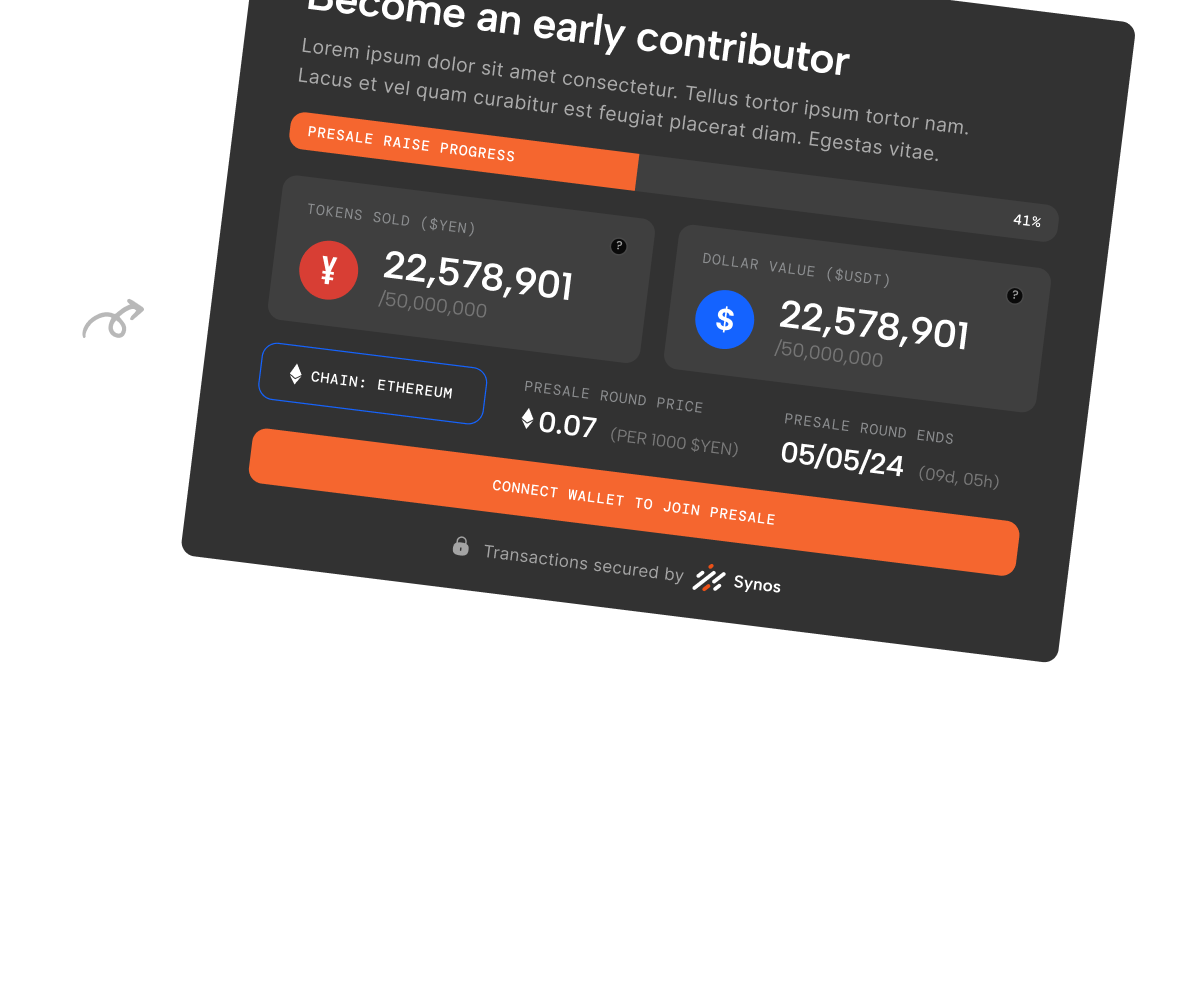 Become an early contributor
Lorem ipsum dolor sit amet consectetur. Tellus tortor ipsum tortor nam.
Lacus et vel quam curabitur est feugiat placerat diam. Egestas vitae.
PRESALE RAISE PROGRESS
41%
TOKENS SOLD ($YEN)
?
¥
22,578,901
/50,000,000
DOLLAR VALUE ($USDT)
?
$
22,578,901
/50,000,000
CHAIN: ETHEREUM
PRESALE ROUND PRICE
0.07 (PER 1000 $YEN)
PRESALE ROUND ENDS
05/05/24 (09d, 05h)
CONNECT WALLET TO JOIN PRESALE
Transactions secured by Synos